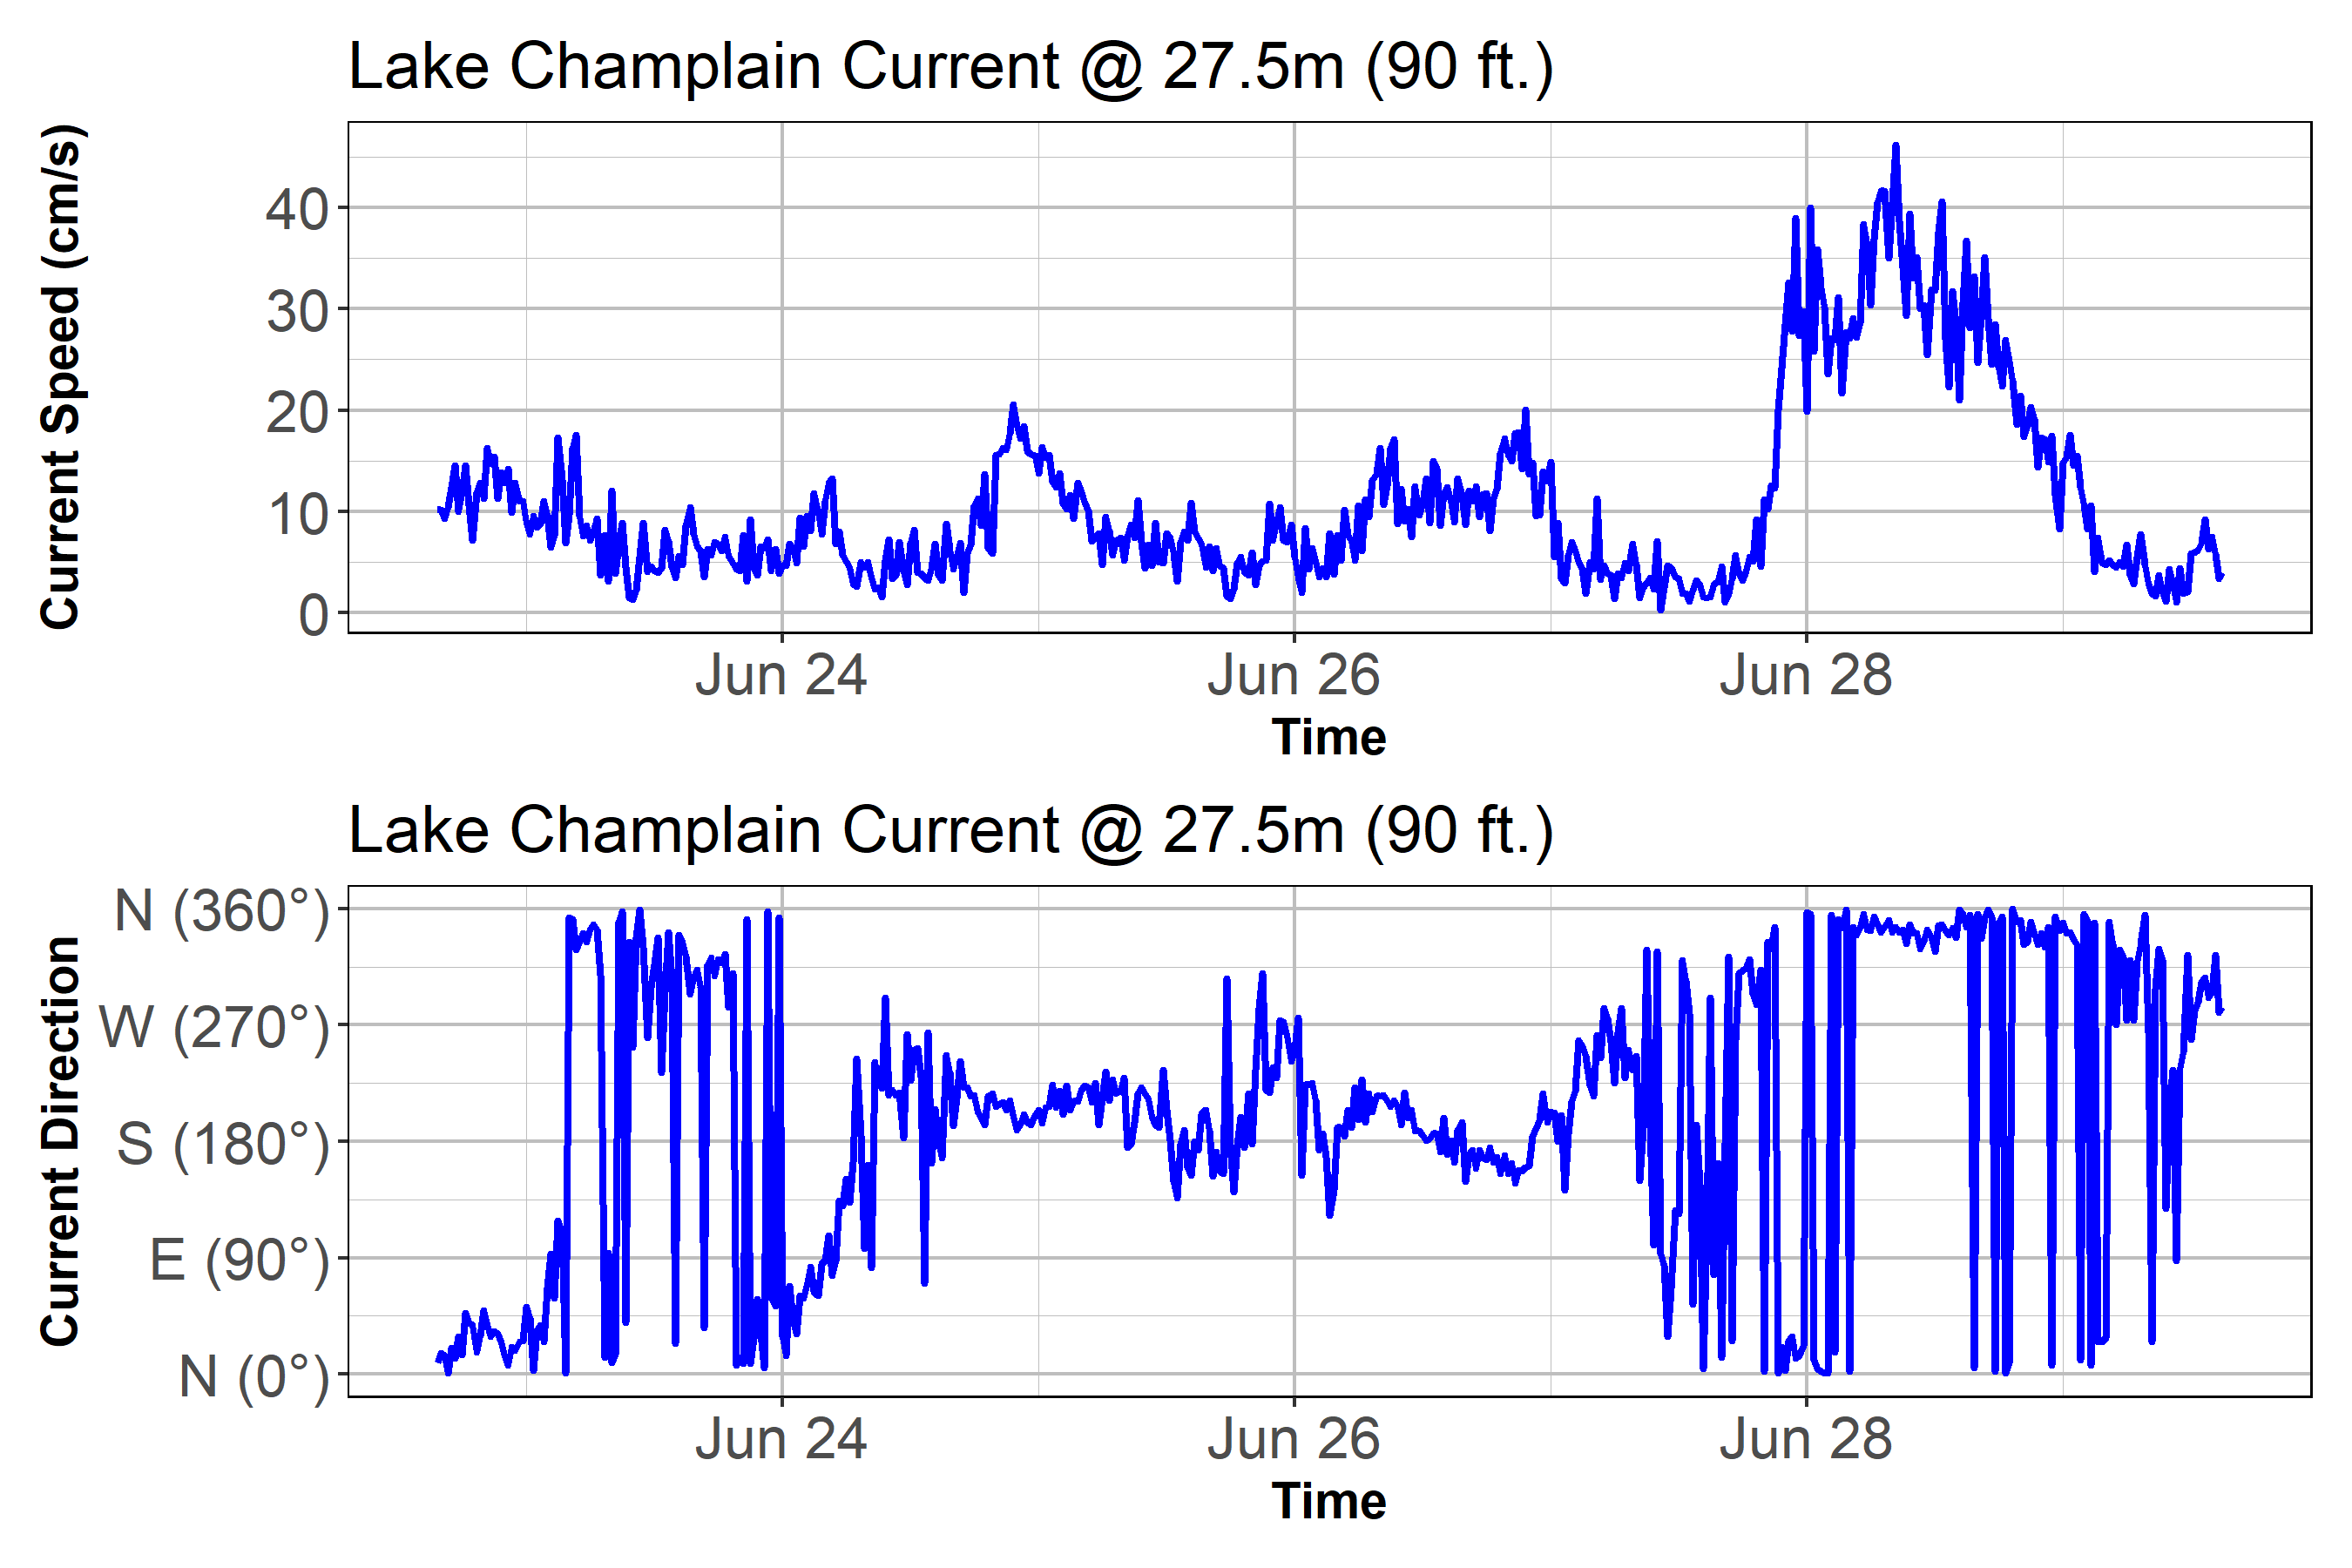 Lake Champlain Current @ 27.5m (90 ft.)
Current Speed (cm/s)
40
30
20
10
0
Jun 24 Jun 26 Jun 28
Time
Lake Champlain Current @ 27.5m (90 ft.)
Current Direction
N (360°)
W (270°)
S (180°)
E (90°)
N (0°)
Jun 24 Jun 26 Jun 28
Time